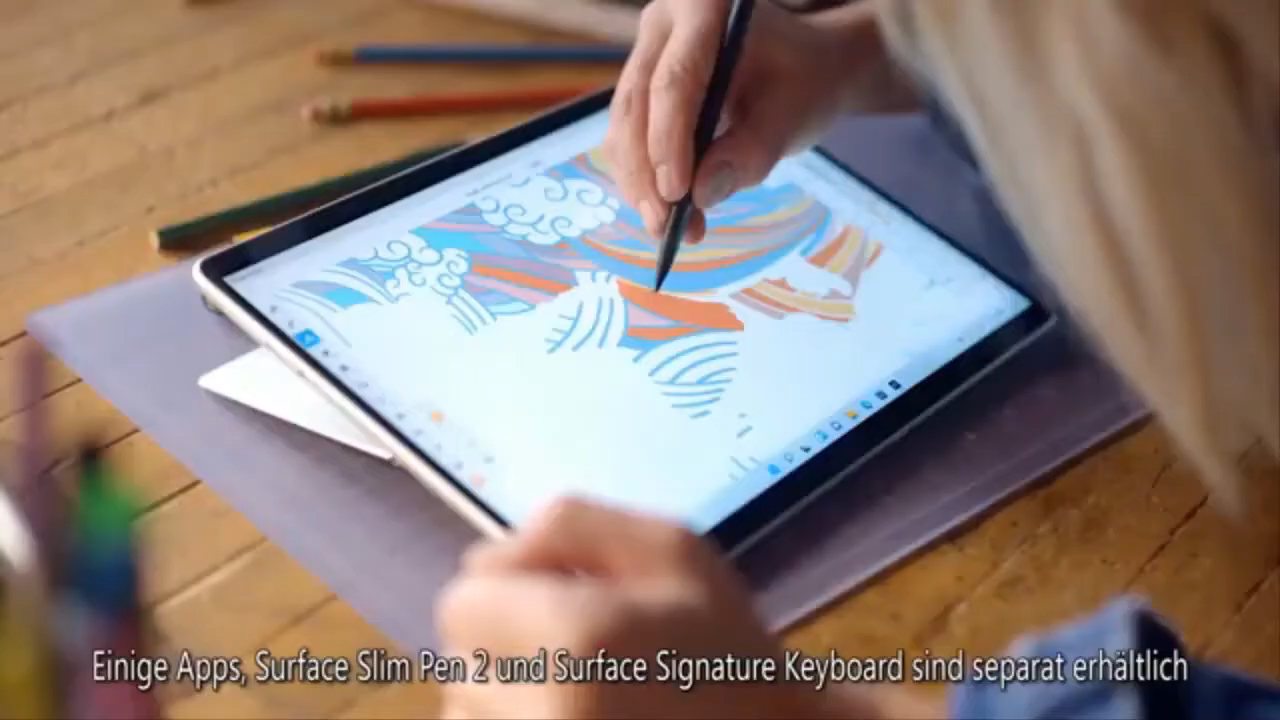 Einige Apps, Surface Slim Pen 2 und Surface Signature Keyboard sind separat erhältlich